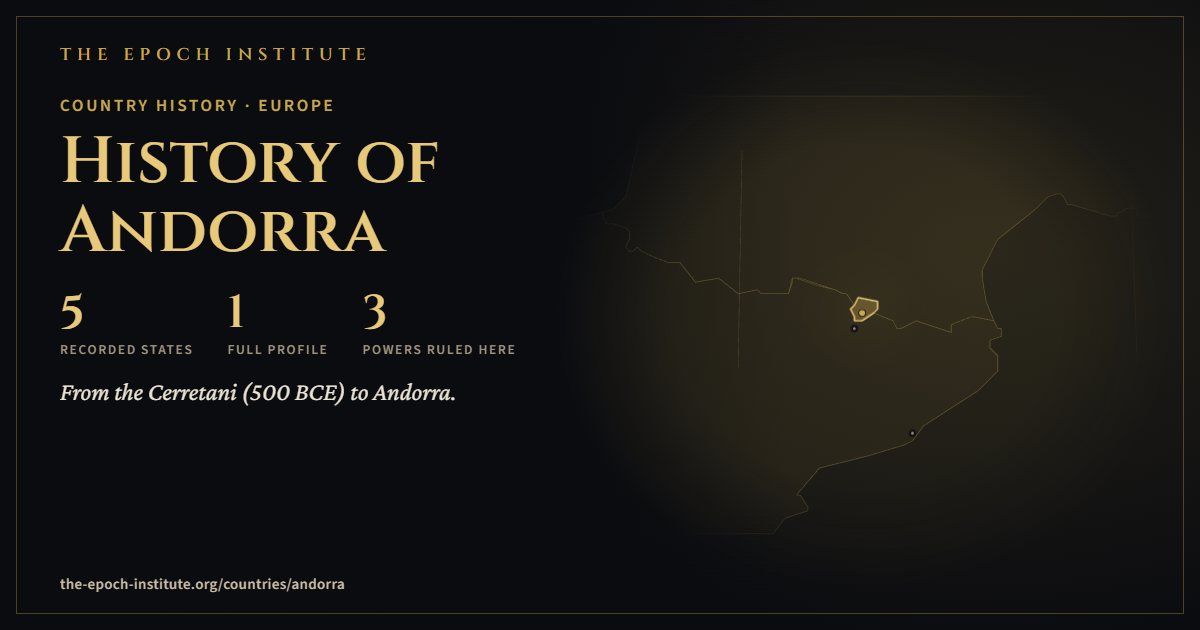 THE EPOCH INSTITUTE
COUNTRY HISTORY · EUROPE
HISTORY OF
ANDORRA
5 1 3
RECORDED STATES FULL PROFILE POWERS RULED HERE
From the Cerretani (500 BCE) to Andorra.
the-epoch-institute.org/countries/andorra